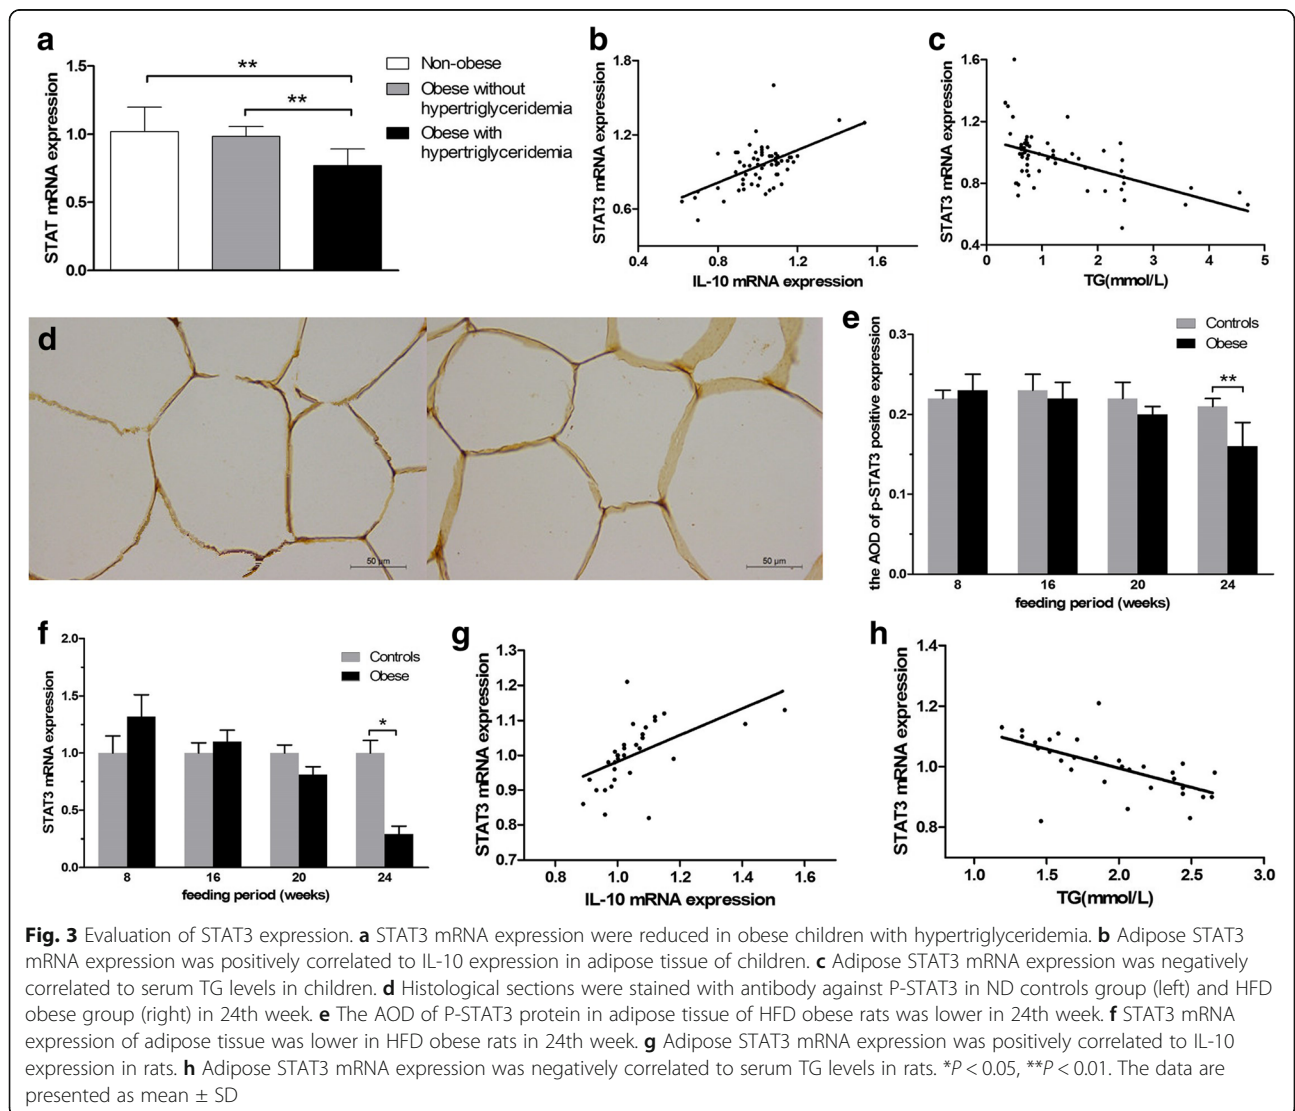 a
STAT mRNA expression
1.5
1.0
0.5
0.0
**
**
Non-obese
Obese without
hypertriglyceridemia
Obese with
hypertriglyceridemia
b
STAT3 mRNA expression
1.8
1.2
0.6
0.4 0.8 1.2 1.6
IL-10 mRNA expression
c
STAT3 mRNA expression
1.6
1.2
0.8
0.4
0 1 2 3 4 5
TG(mmol/L)
d
50 µm
50 µm
e
the AOD of p-STAT3 positive expression
0.3
0.2
0.1
0.0
Controls
Obese
**
8 16 20 24
feeding period (weeks)
f
STAT3 mRNA expression
2.0
1.5
1.0
0.5
0.0
Controls
Obese
*
8 16 20 24
feeding period (weeks)
g
STAT3 mRNA expression
1.3
1.2
1.1
1.0
0.9
0.8
0.7
0.8 1.0 1.2 1.4 1.6
IL-10 mRNA expression
h
STAT3 mRNA expression
1.4
1.2
1.0
0.8
1.0 1.5 2.0 2.5 3.0
TG(mmol/L)
Fig. 3 Evaluation of STAT3 expression. a STAT3 mRNA expression were reduced in obese children with hypertriglyceridemia. b Adipose STAT3
mRNA expression was positively correlated to IL-10 expression in adipose tissue of children. c Adipose STAT3 mRNA expression was negatively
correlated to serum TG levels in children. d Histological sections were stained with antibody against P-STAT3 in ND controls group (left) and HFD
obese group (right) in 24th week. e The AOD of P-STAT3 protein in adipose tissue of HFD obese rats was lower in 24th week. f STAT3 mRNA
expression of adipose tissue was lower in HFD obese rats in 24th week. g Adipose STAT3 mRNA expression was positively correlated to IL-10
expression in rats. h Adipose STAT3 mRNA expression was negatively correlated to serum TG levels in rats. *P < 0.05, **P < 0.01. The data are
presented as mean ± SD